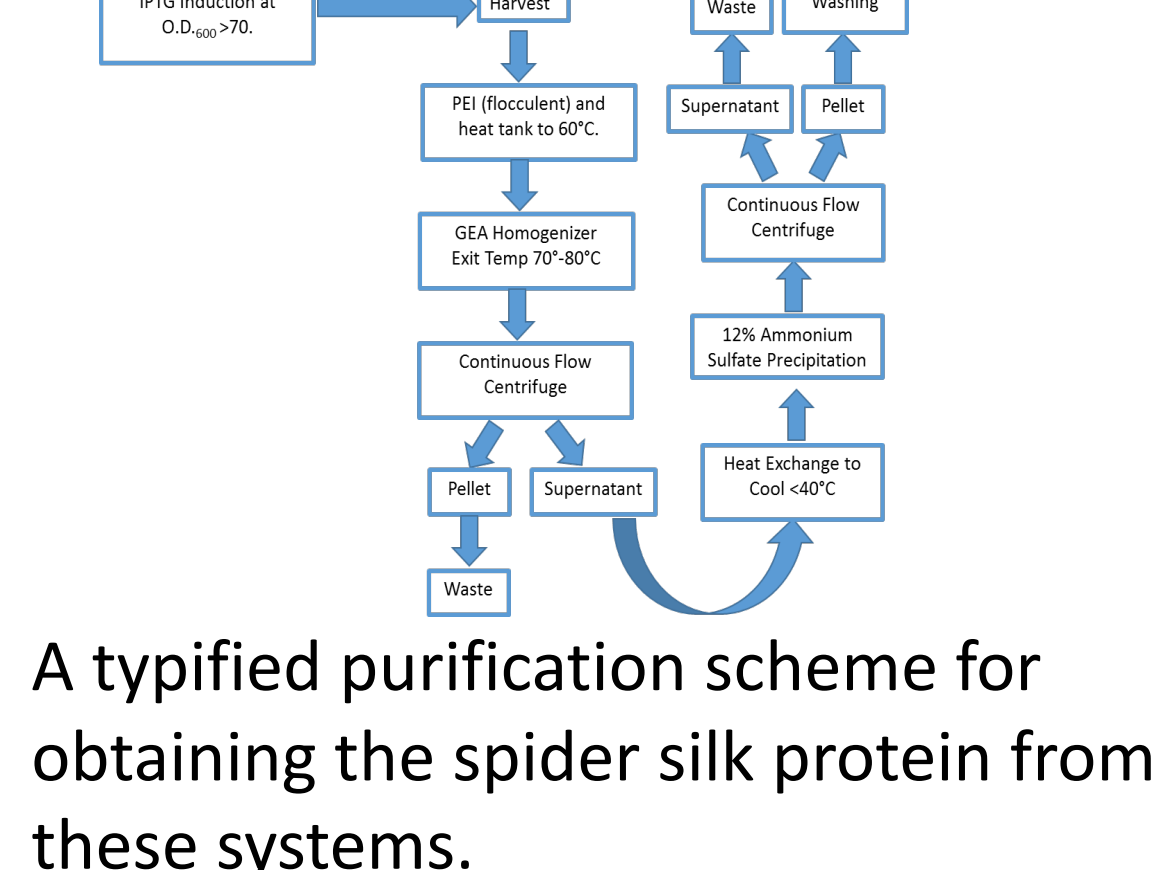 IPTG Induction at
O.D.600 >70.
Harvest
PEI (flocculent) and
heat tank to 60°C.
GEA Homogenizer
Exit Temp 70°-80°C
Continuous Flow
Centrifuge
Pellet
Supernatant
Waste
Heat Exchange to
Cool <40°C
12% Ammonium
Sulfate Precipitation
Continuous Flow
Centrifuge
Supernatant
Pellet
Waste
Washing
A typified purification scheme for
obtaining the spider silk protein from
these systems.